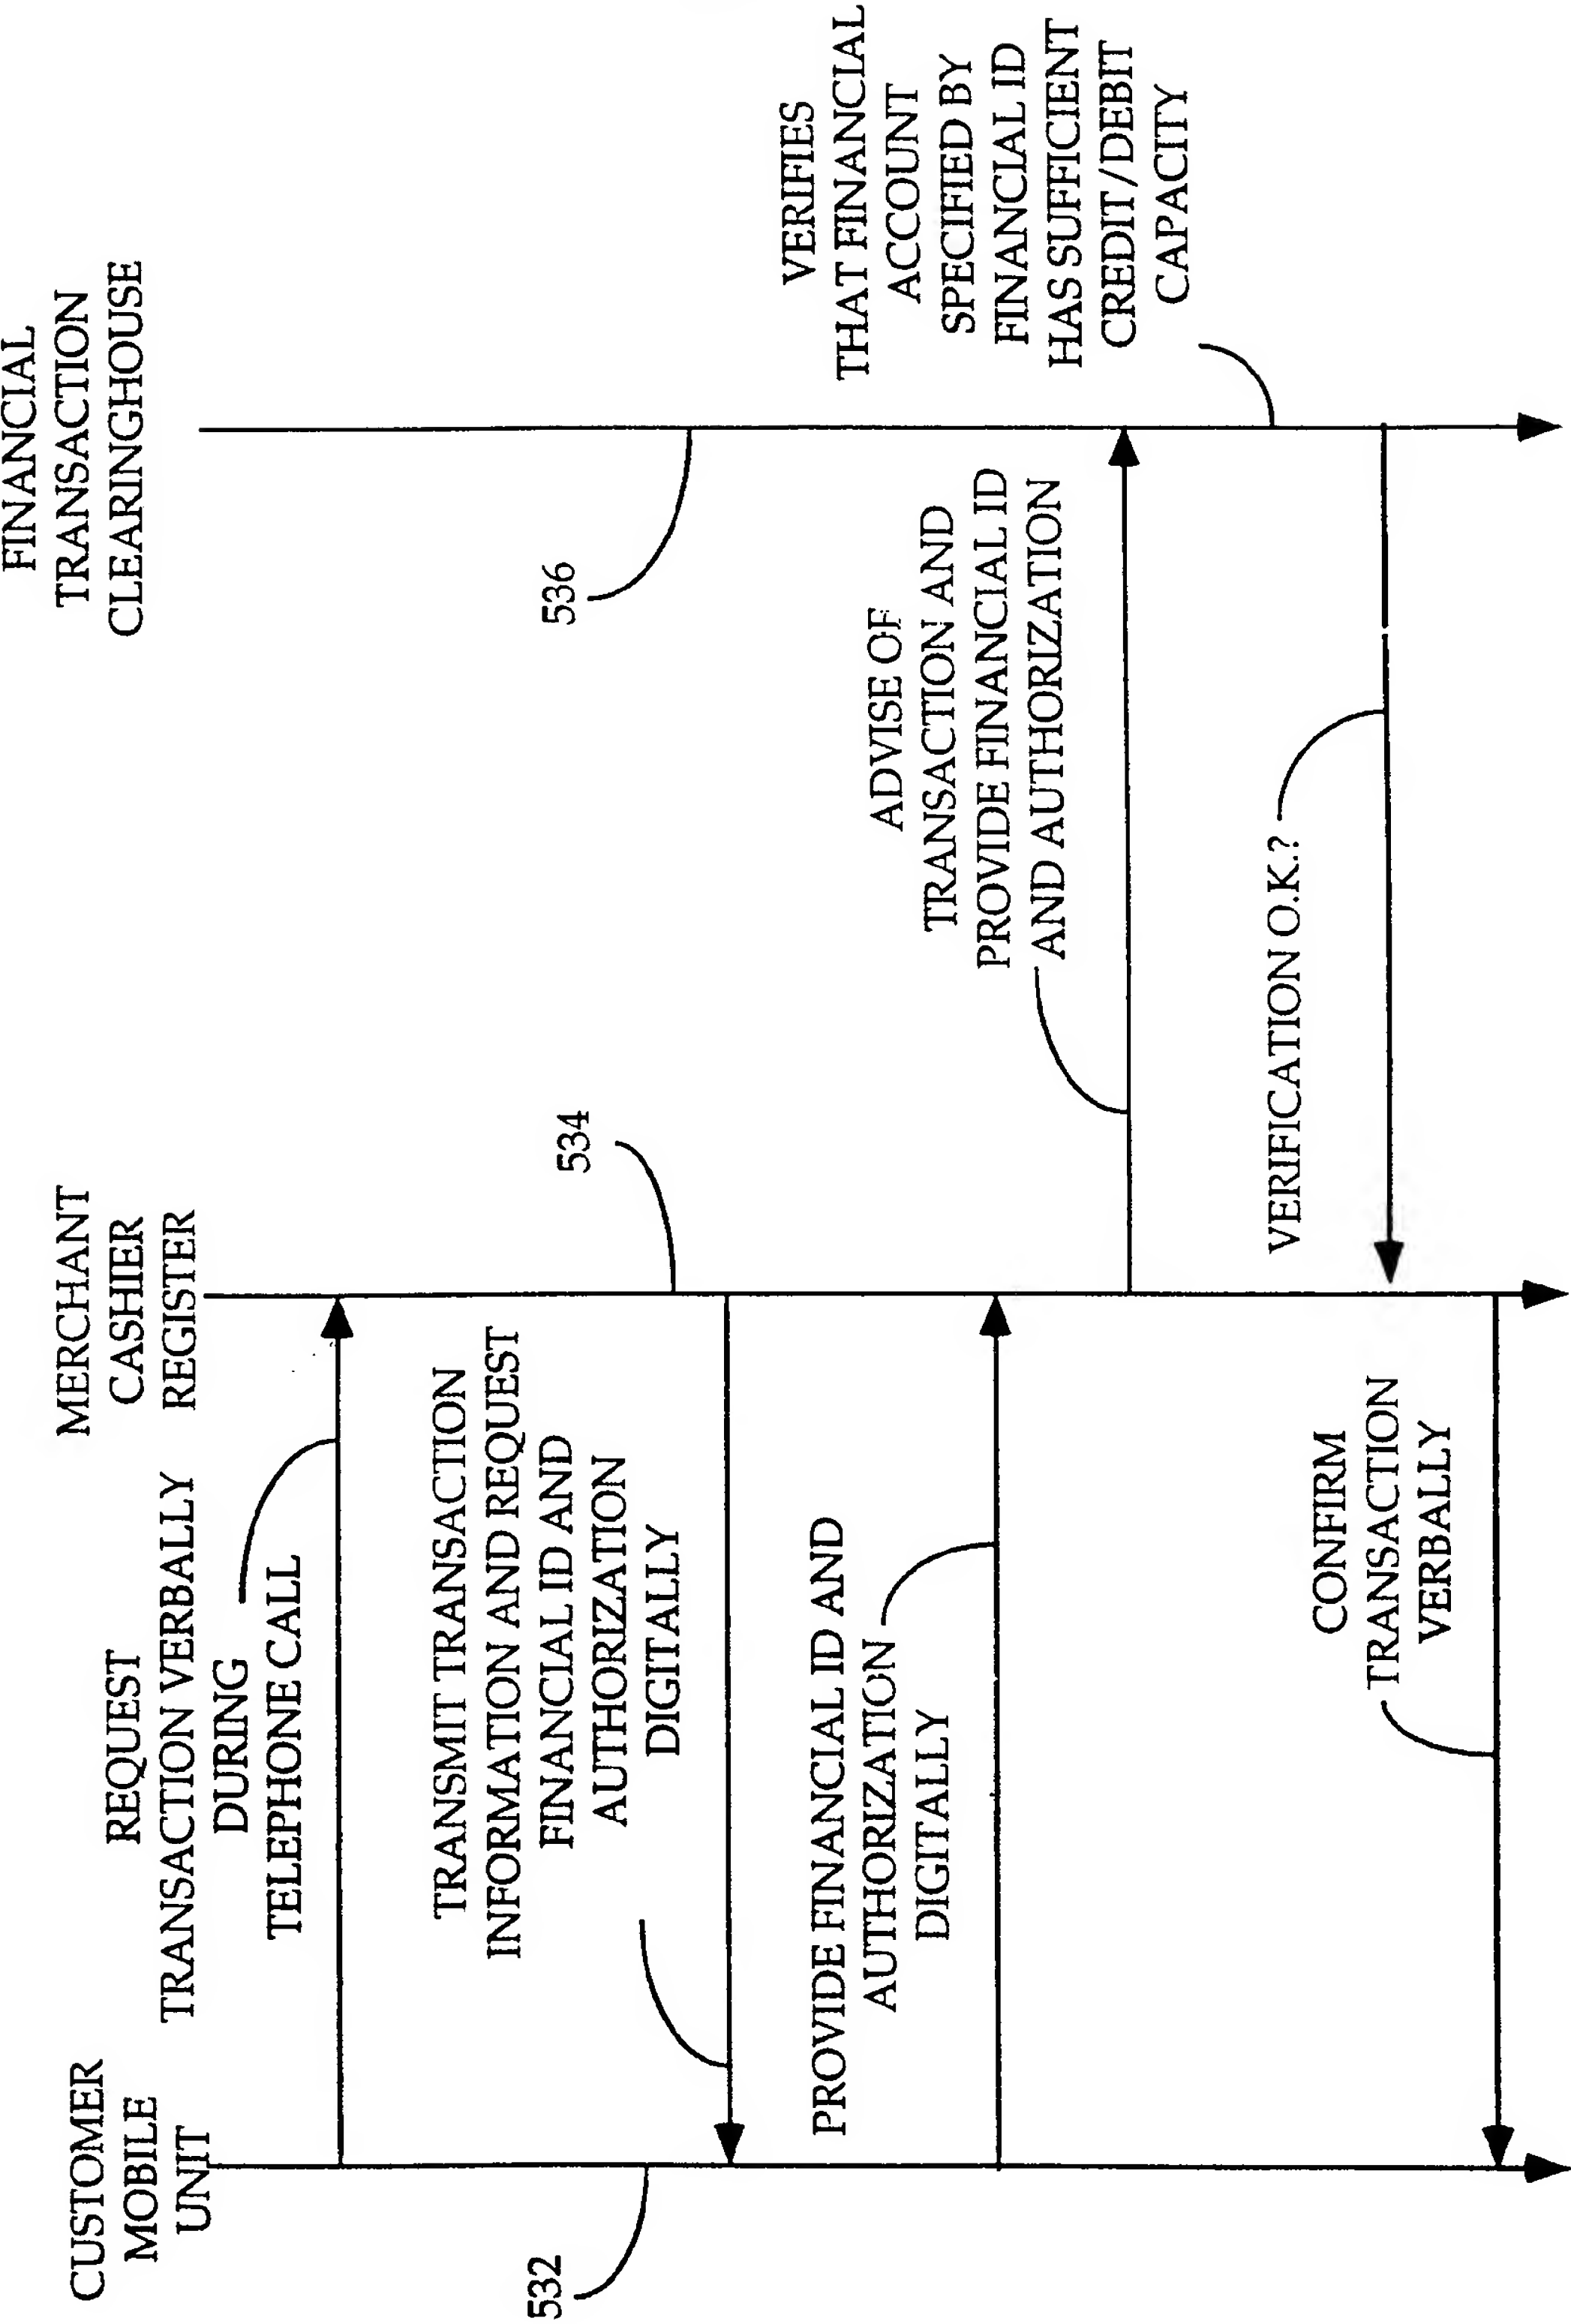 CUSTOMER
MOBILE
UNIT
MERCHANT
CASHIER
REGISTER
FINANCIAL
TRANSACTION
CLEARINGHOUSE
REQUEST
TRANSACTION VERBALLY
DURING
TELEPHONE CALL
532
534
536
TRANSMIT TRANSACTION
INFORMATION AND REQUEST
FINANCIAL ID AND
AUTHORIZATION
DIGITALLY
PROVIDE FINANCIAL ID AND
AUTHORIZATION
DIGITALLY
ADVISE OF
TRANSACTION AND
PROVIDE FINANCIAL ID
AND AUTHORIZATION
VERIFIES
THAT FINANCIAL
ACCOUNT
SPECIFIED BY
FINANCIAL ID
HAS SUFFICIENT
CREDIT/DEBIT
CAPACITY
VERIFICATION O.K.?
CONFIRM
TRANSACTION
VERBALLY